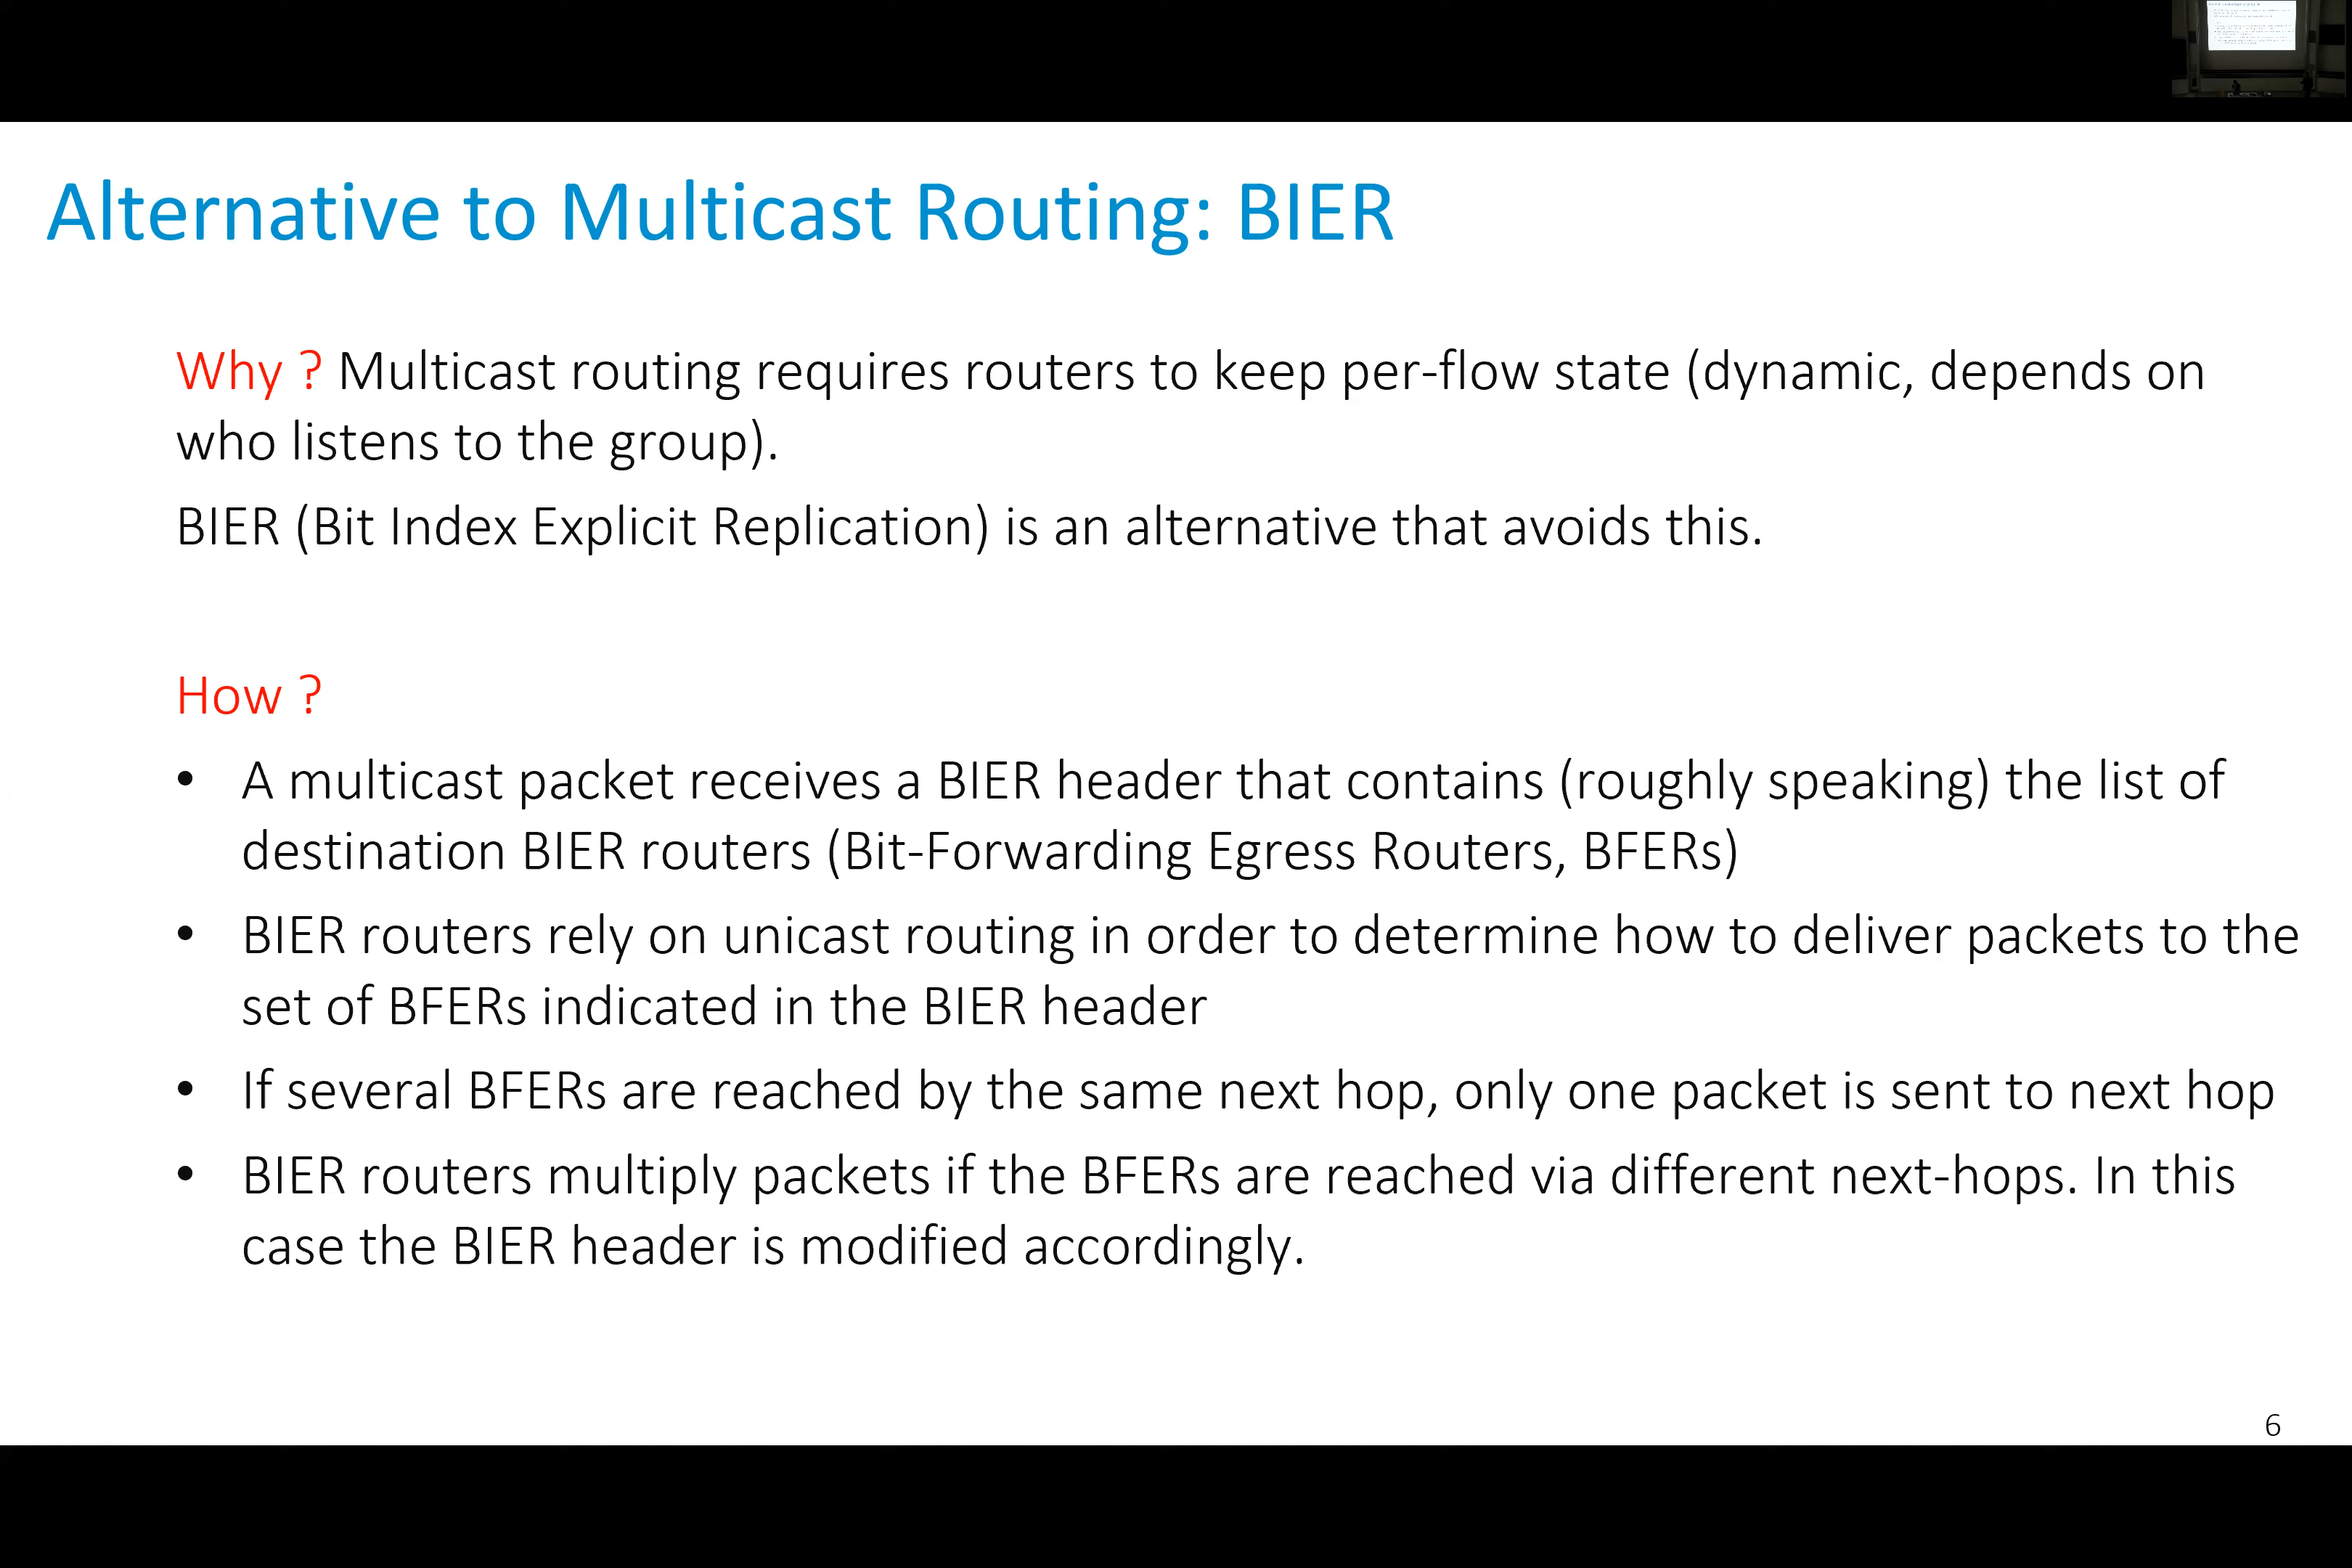 Alternative to Multicast Routing: BIER
Why ? Multicast routing requires routers to keep per-flow state (dynamic, depends on
who listens to the group).
BIER (Bit Index Explicit Replication) is an alternative that avoids this.
How ?
• A multicast packet receives a BIER header that contains (roughly speaking) the list of
destination BIER routers (Bit-Forwarding Egress Routers, BFERs)
• BIER routers rely on unicast routing in order to determine how to deliver packets to the
set of BFERs indicated in the BIER header
• If several BFERs are reached by the same next hop, only one packet is sent to next hop
• BIER routers multiply packets if the BFERs are reached via different next-hops. In this
case the BIER header is modified accordingly.
6